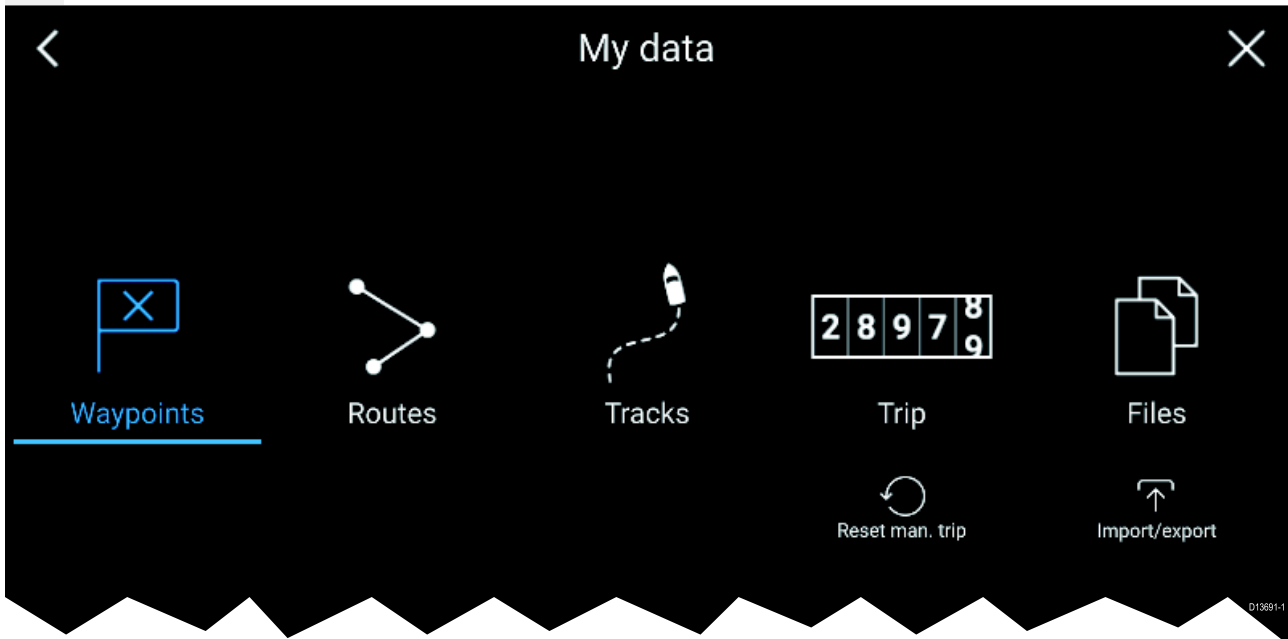 My data
2 8 9 7 8
9
Waypoints Routes Tracks Trip Files
Reset man. trip Import/export
D13691-1